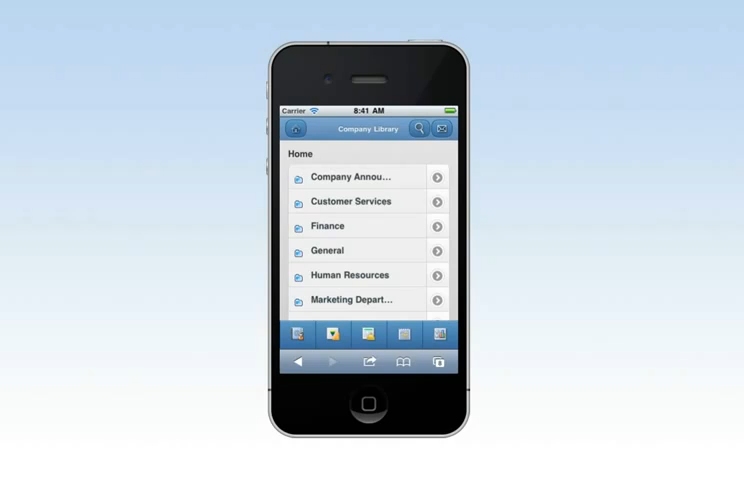 Carrier 8:41 AM
Company Library
Home
Company Annou...
Customer Services
Finance
General
Human Resources
Marketing Depart...